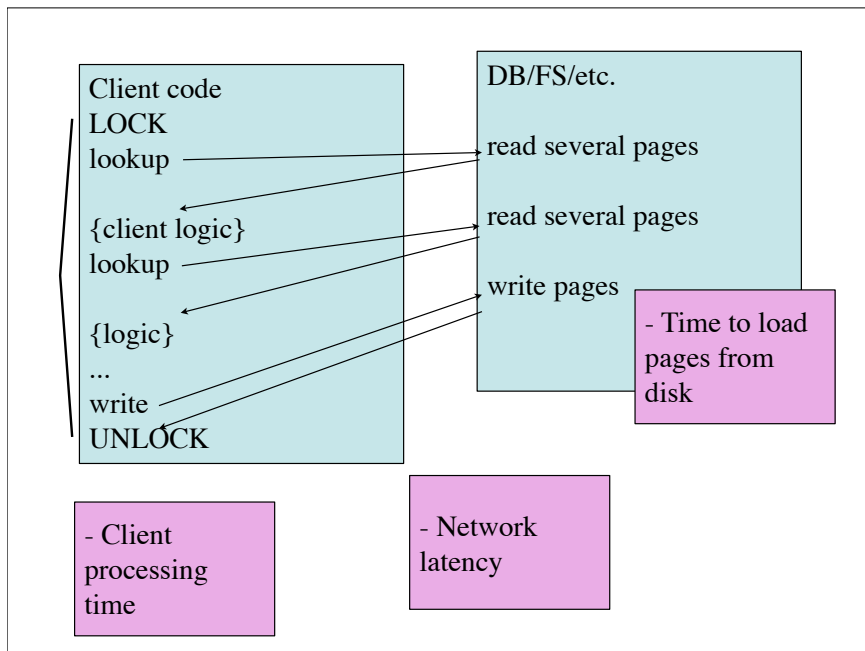 Client code
LOCK
lookup
{client logic}
lookup
{logic}
...
write
UNLOCK
DB/FS/etc.
read several pages
read several pages
write pages
- Time to load
pages from
disk
- Client
processing
time
- Network
latency